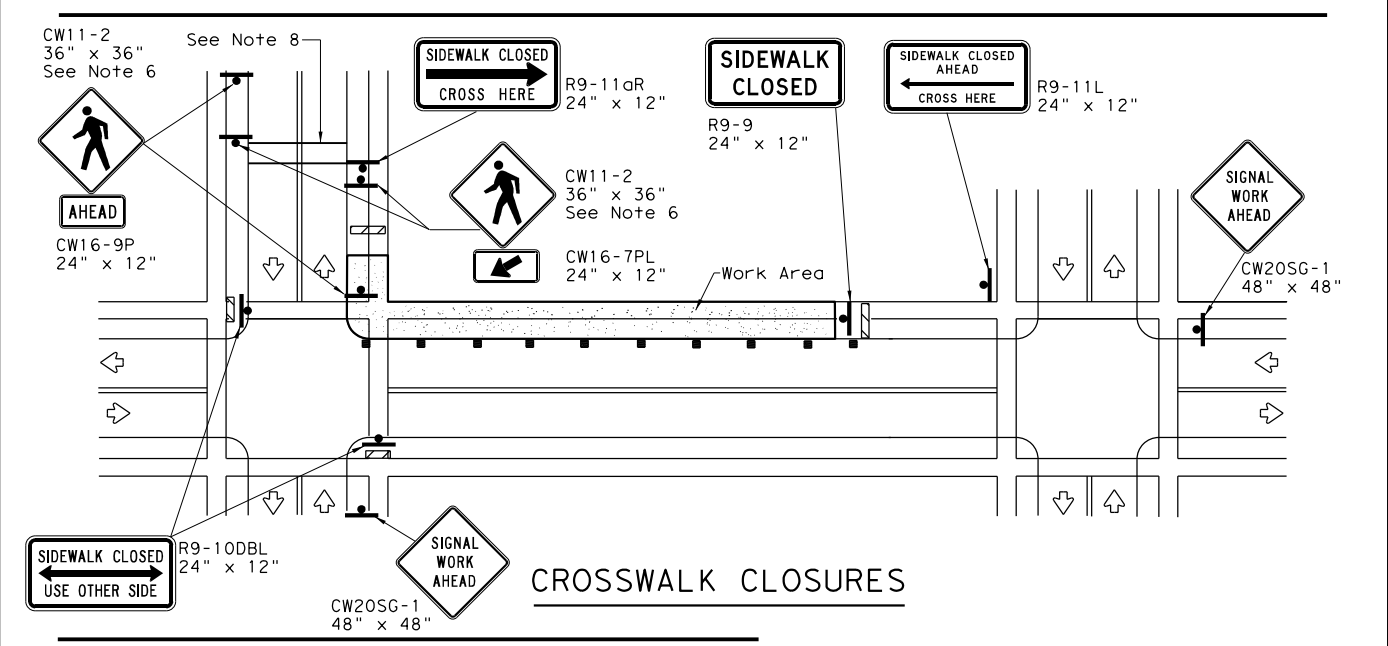 CW11-2
36" x 36"
See Note 6
AHEAD
CW16-9P
24" x 12"
See Note 8
SIDEWALK CLOSED
CROSS HERE
R9-11aR
24" x 12"
CW11-2
36" x 36"
See Note 6
CW16-7PL
24" x 12"
SIDEWALK
CLOSED
R9-9
24" x 12"
SIDEWALK CLOSED
AHEAD
CROSS HERE
R9-11L
24" x 12"
SIGNAL
WORK
AHEAD
CW20SG-1
48" x 48"
Work Area
SIDEWALK CLOSED
USE OTHER SIDE
R9-10DBL
24" x 12"
SIGNAL
WORK
AHEAD
CW20SG-1
48" x 48"
CROSSWALK CLOSURES